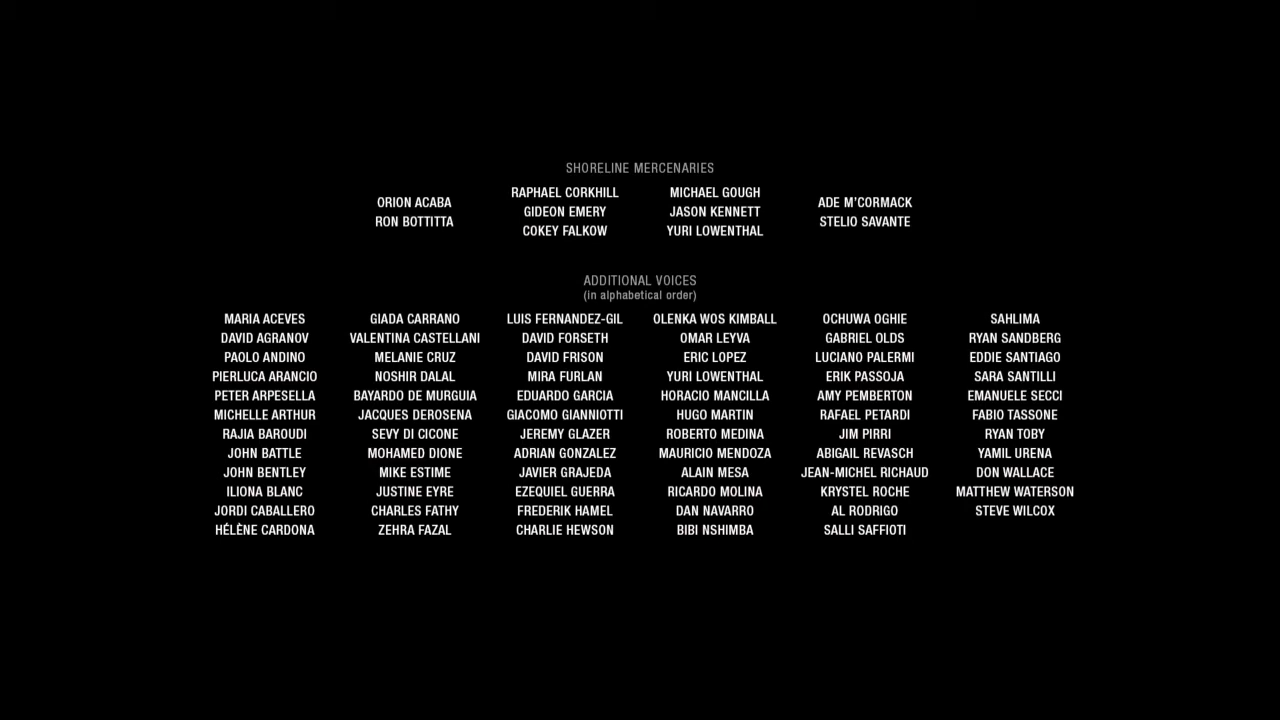 SHORELINE MERCENARIES
ORION ACABA
RON BOTTITTA
RAPHAEL CORKHILL
GIDEON EMERY
COKEY FALKOW
MICHAEL GOUGH
JASON KENNETT
YURI LOWENTHAL
ADE M'CORMACK
STELIO SAVANTE
ADDITIONAL VOICES
(in alphabetical order)
MARIA ACEVES
DAVID AGRANOV
PAOLO ANDINO
PIERLUCA ARANCIO
PETER ARPESELLA
MICHELLE ARTHUR
RAJIA BAROUDI
JOHN BATTLE
JOHN BENTLEY
ILIONA BLANC
JORDI CABALLERO
HÉLÈNE CARDONA
GIADA CARRANO
VALENTINA CASTELLANI
MELANIE CRUZ
NOSHIR DALAL
BAYARDO DE MURGUIA
JACQUES DEROSENA
SEVY DI CICONE
MOHAMED DIONE
MIKE ESTIME
JUSTINE EYRE
CHARLES FATHY
ZEHRA FAZAL
LUIS FERNANDEZ-GIL
DAVID FORSETH
DAVID FRISON
MIRA FURLAN
EDUARDO GARCIA
GIACOMO GIANNIOTTI
JEREMY GLAZER
ADRIAN GONZALEZ
JAVIER GRAJEDA
EZEQUIEL GUERRA
FREDERIK HAMEL
CHARLIE HEWSON
OLENKA WOS KIMBALL
OMAR LEYVA
ERIC LOPEZ
YURI LOWENTHAL
HORACIO MANCILLA
HUGO MARTIN
ROBERTO MEDINA
MAURICIO MENDOZA
ALAIN MESA
RICARDO MOLINA
DAN NAVARRO
BIBI NSHIMBA
OCHUWA OGHIE
GABRIEL OLDS
LUCIANO PALERMI
ERIK PASSOJA
AMY PEMBERTON
RAFAEL PETARDI
JIM PIRRI
ABIGAIL REVASCH
JEAN-MICHEL RICHAUD
KRYSTEL ROCHE
AL RODRIGO
SALLI SAFFIOTI
SAHLIMA
RYAN SANDBERG
EDDIE SANTIAGO
SARA SANTILLI
EMANUELE SECCI
FABIO TASSONE
RYAN TOBY
YAMIL URENA
DON WALLACE
MATTHEW WATERSON
STEVE WILCOX